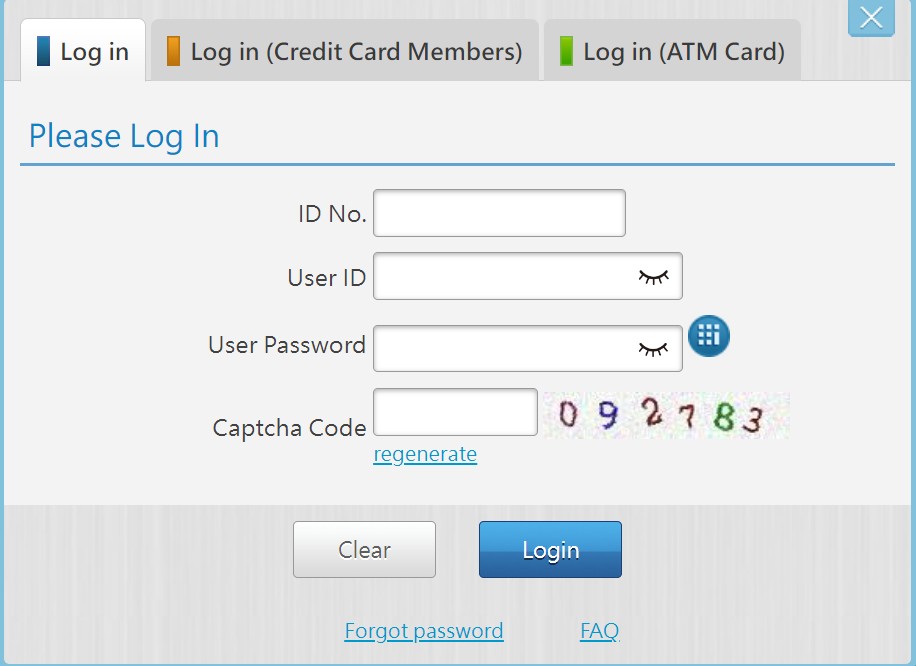 Log in
Log in (Credit Card Members)
Log in (ATM Card)
Please Log In
ID No.
User ID
User Password
Captcha Code
092783
regenerate
Clear
Login
Forgot password
FAQ